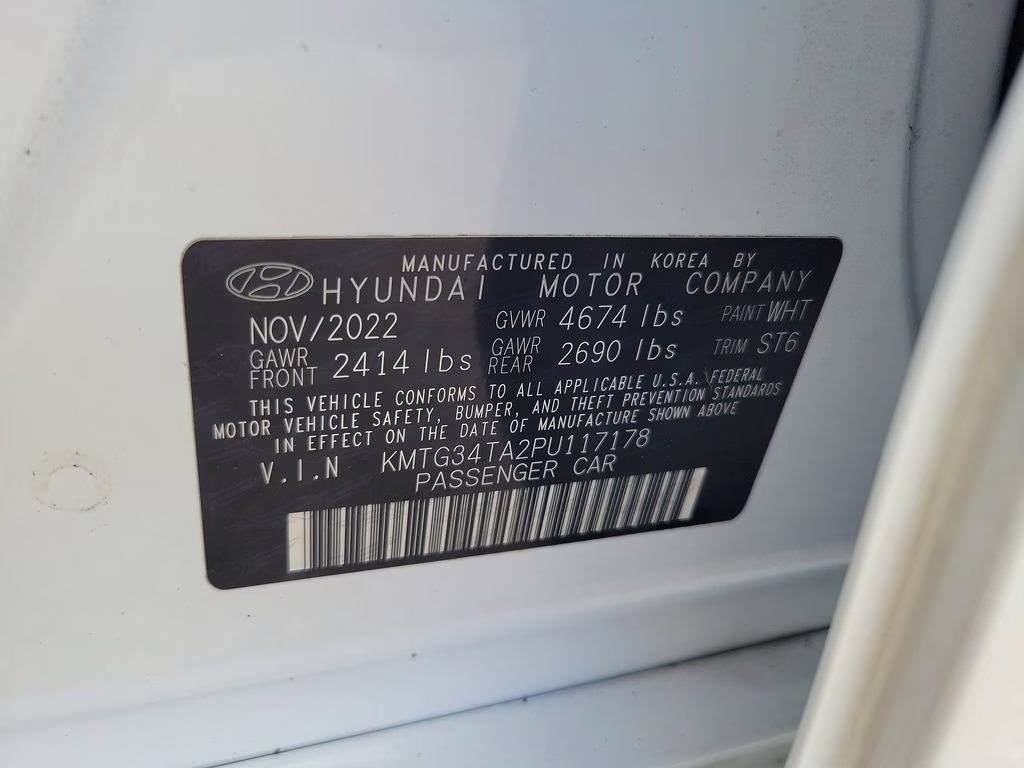 MANUFACTURED IN KOREA BY
HYUNDAI MOTOR COMPANY
NOV/2022 GVWR 4674 lbs PAINT WHT
GAWR FRONT 2414 lbs GAWR REAR 2690 lbs TRIM ST6
THIS VEHICLE CONFORMS TO ALL APPLICABLE U.S.A. FEDERAL
MOTOR VEHICLE SAFETY, BUMPER, AND THEFT PREVENTION STANDARDS
IN EFFECT ON THE DATE OF MANUFACTURE SHOWN ABOVE
V.I.N KMTG34TA2PU117178
PASSENGER CAR